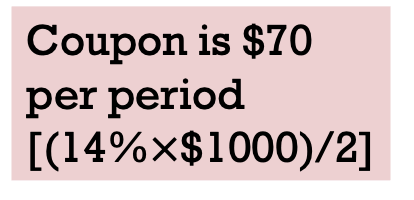 Coupon is $70
per period
[(14%×$1000)/2]